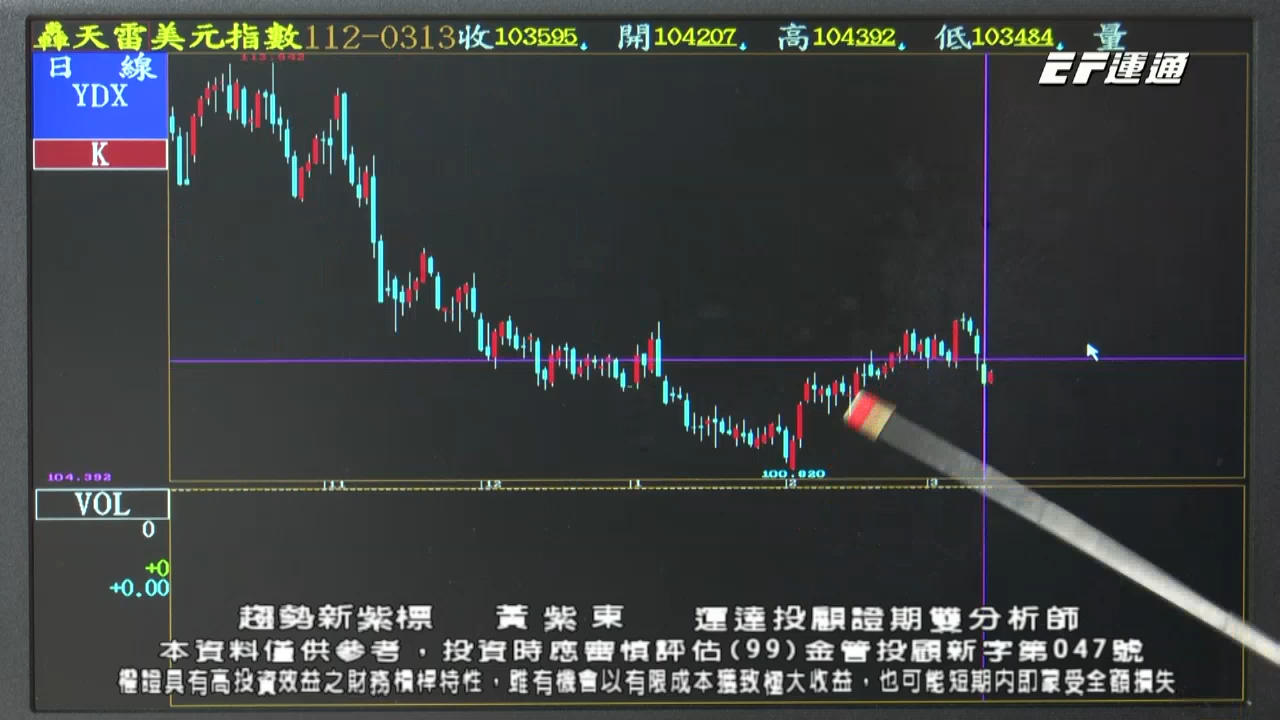 轟天雷美元指數112-0313收103595 開104207 高104392 低103484 量
EF運通
日 線
YDX
113.842
K
100.820
104.392
11 12 1 2 3
VOL
0
+0
+0.00
趨勢新紫標 黃紫東 運達投顧證期雙分析師
本資料僅供參考，投資時應審慎評估(99)金管投顧新字第047號
權證具有高投資效益之財務槓桿特性，雖有機會以有限成本獲致極大收益，也可能短期內即蒙受全額損失